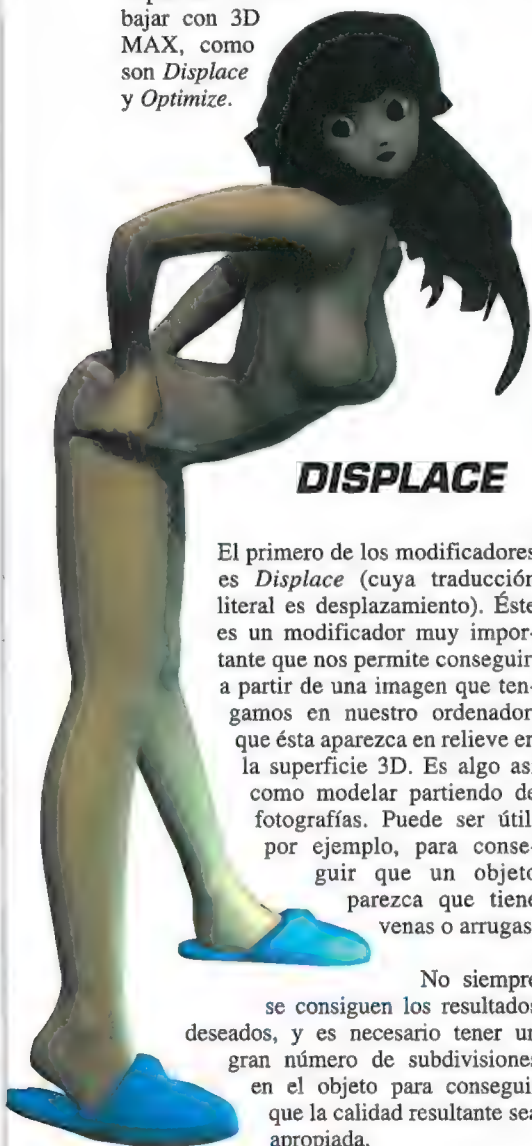 bajar con 3D
MAX, como
son Displace
y Optimize.
DISPLACE
El primero de los modificadores
es Displace (cuya traducción
literal es desplazamiento). Éste
es un modificador muy impor-
tante que nos permite conseguir
a partir de una imagen que ten-
gamos en nuestro ordenador
que ésta aparezca en relieve en
la superficie 3D. Es algo así
como modelar partiendo de
fotografías. Puede ser útil
por ejemplo, para conse-
guir que un objeto
parezca que tiene
venas o arrugas
No siempre
se consiguen los resultados
deseados, y es necesario tener un
gran número de subdivisiones
en el objeto para conseguir
que la calidad resultante sea
apropiada.